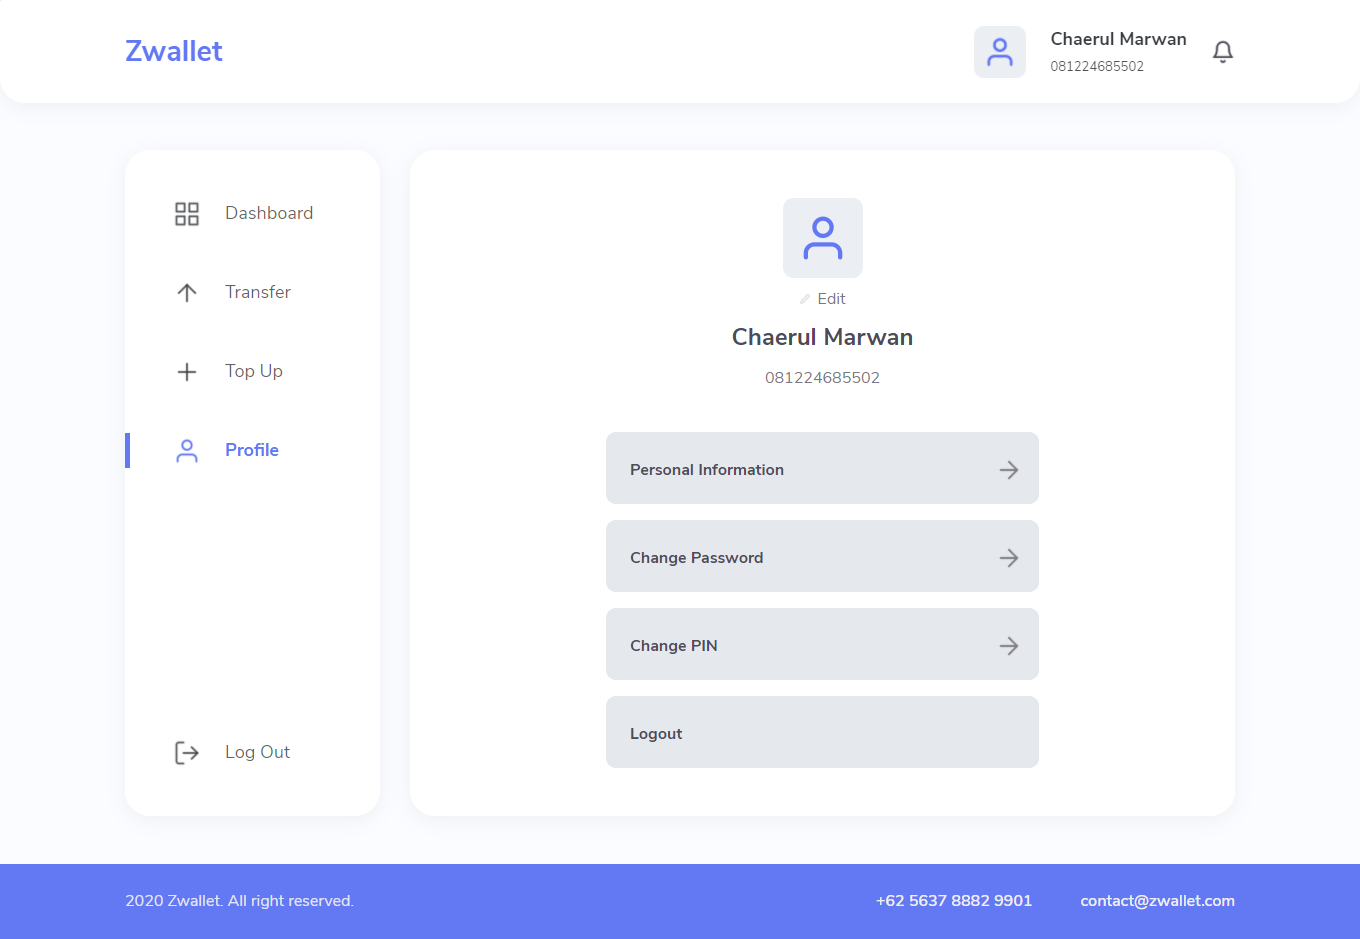 Zwallet
Chaerul Marwan
081224685502
Dashboard
Transfer
Top Up
Profile
Log Out
Edit
Chaerul Marwan
081224685502
Personal Information
Change Password
Change PIN
Logout
2020 Zwallet. All right reserved.
+62 5637 8882 9901
contact@zwallet.com